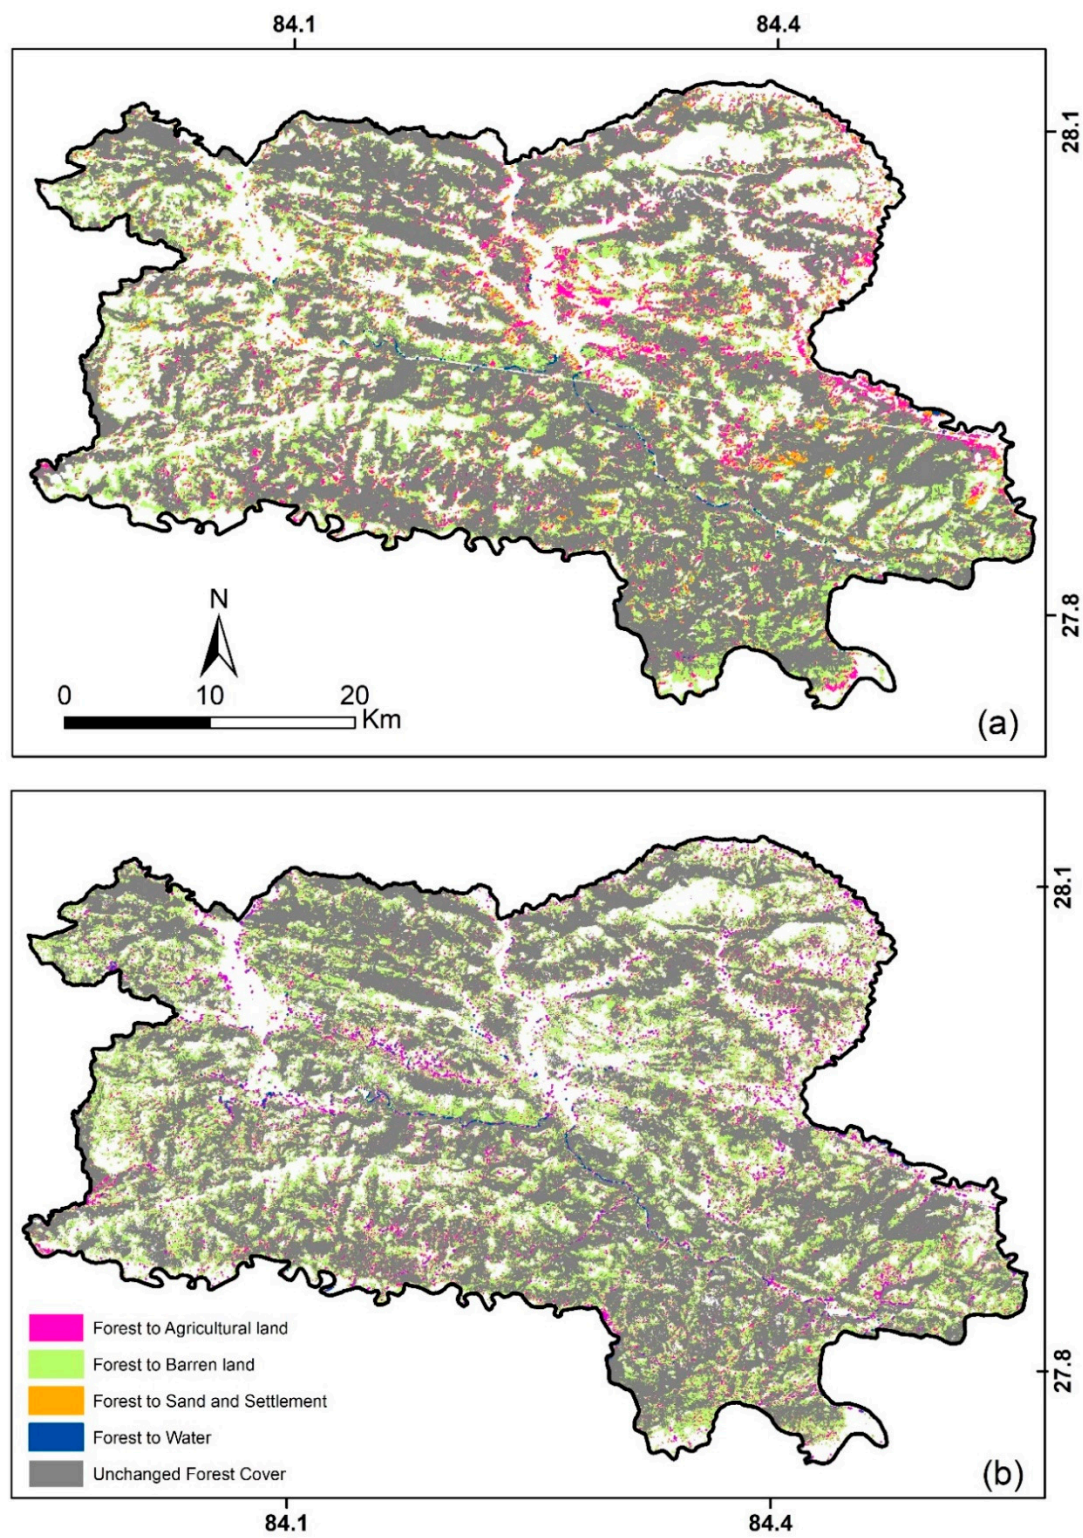 84.1 84.4
28.1
27.8
N
0 10 20
Km
(a)
28.1
27.8
Forest to Agricultural land
Forest to Barren land
Forest to Sand and Settlement
Forest to Water
Unchanged Forest Cover
(b)
84.1 84.4